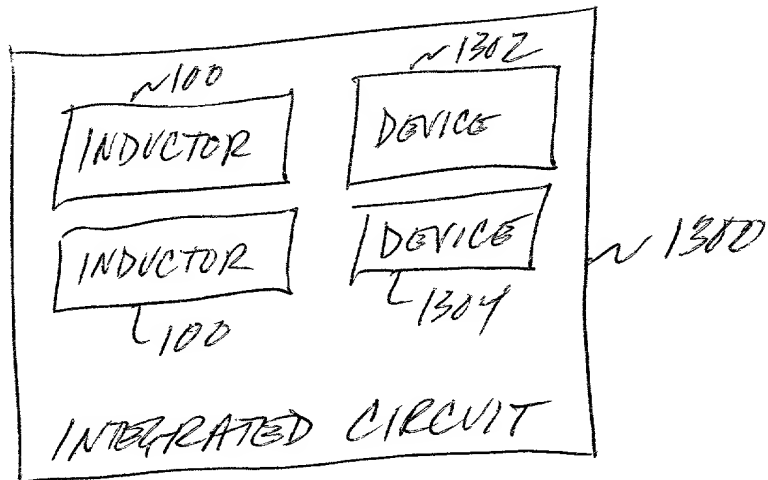 100
1302
INDUCTOR
DEVICE
INDUCTOR
DEVICE
1300
100
1304
INTEGRATED CIRCUIT